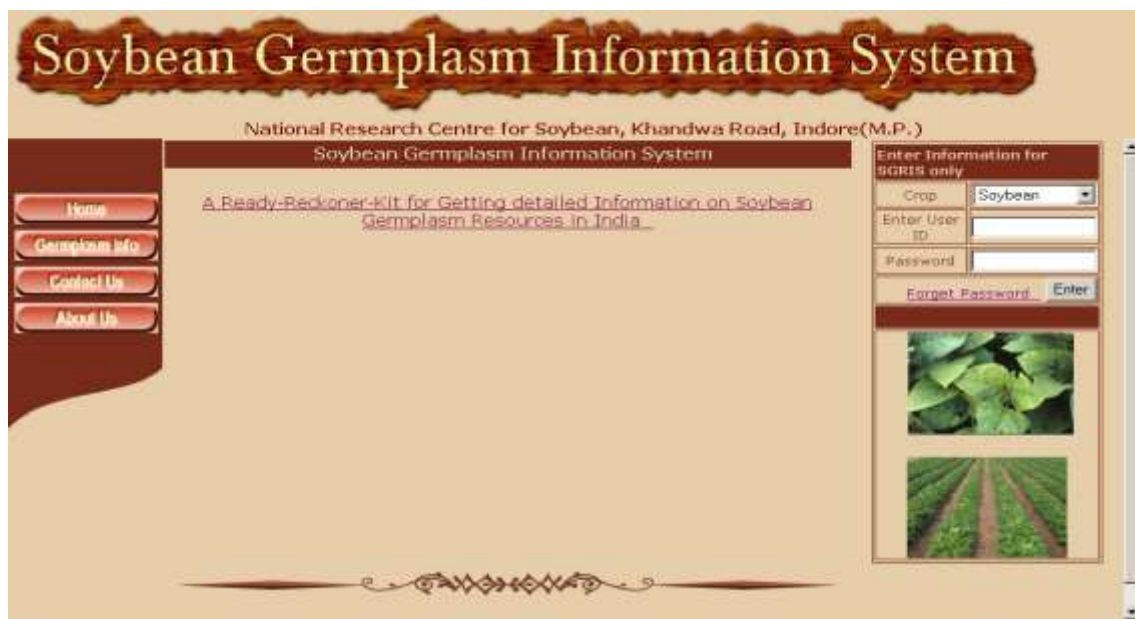 Soybean Germplasm Information System
National Research Centre for Soybean, Khandwa Road, Indore(M.P.)
Soybean Germplasm Information System
Home
Germplasm Info
Contact Us
About Us
A Ready-Reckoner-Kit for Getting detailed Information on Soybean
Germplasm Resources in India
Enter Information for
SGRIS only
Crop
Soybean
Enter User
ID
Password
Forget Password
Enter